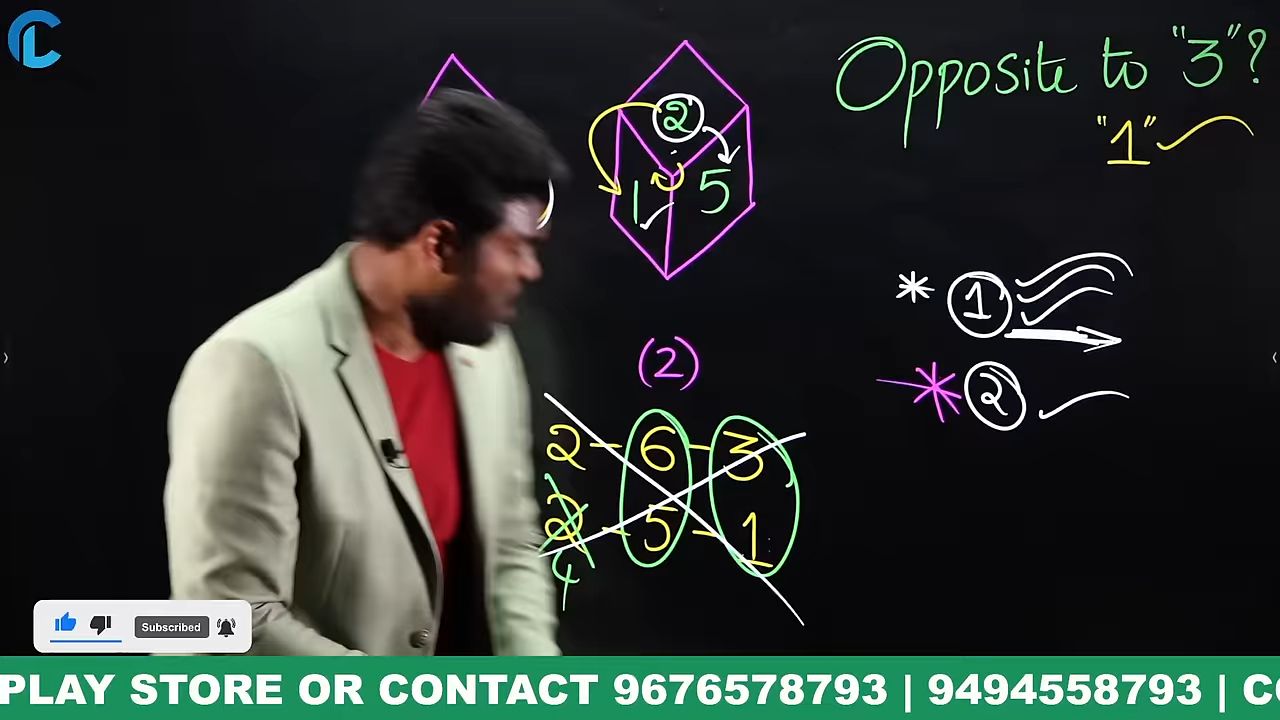 Opposite to "3"?
"1"
2
1 5
* 1
* 2
(2)
2 - 6 - 3
2 - 5 - 1
4
Subscribed
PLAY STORE OR CONTACT 9676578793 | 9494558793 | CO